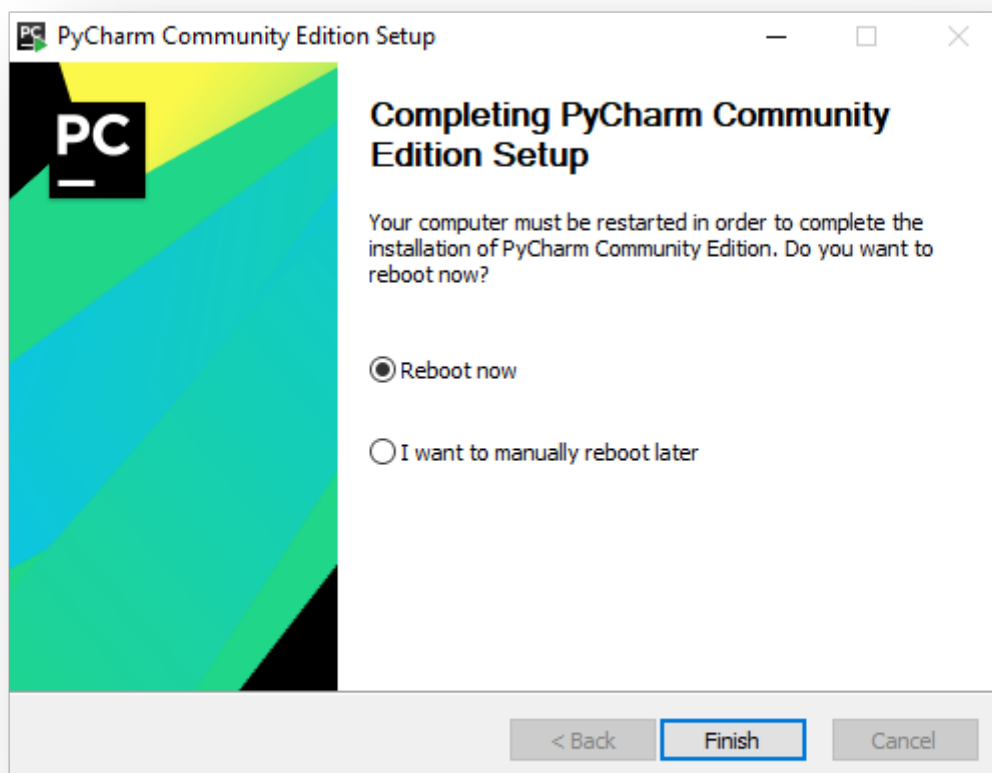 PyCharm Community Edition Setup
PC
Completing PyCharm Community
Edition Setup
Your computer must be restarted in order to complete the
installation of PyCharm Community Edition. Do you want to
reboot now?
Reboot now
I want to manually reboot later
< Back Finish Cancel